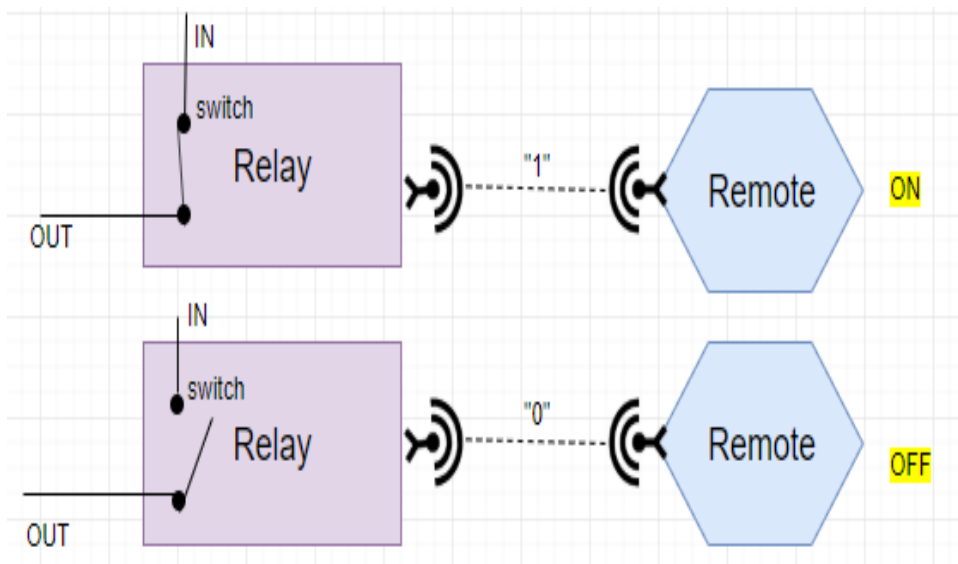 IN
switch
Relay
"1"
Remote
ON
OUT
IN
switch
Relay
"0"
Remote
OFF
OUT